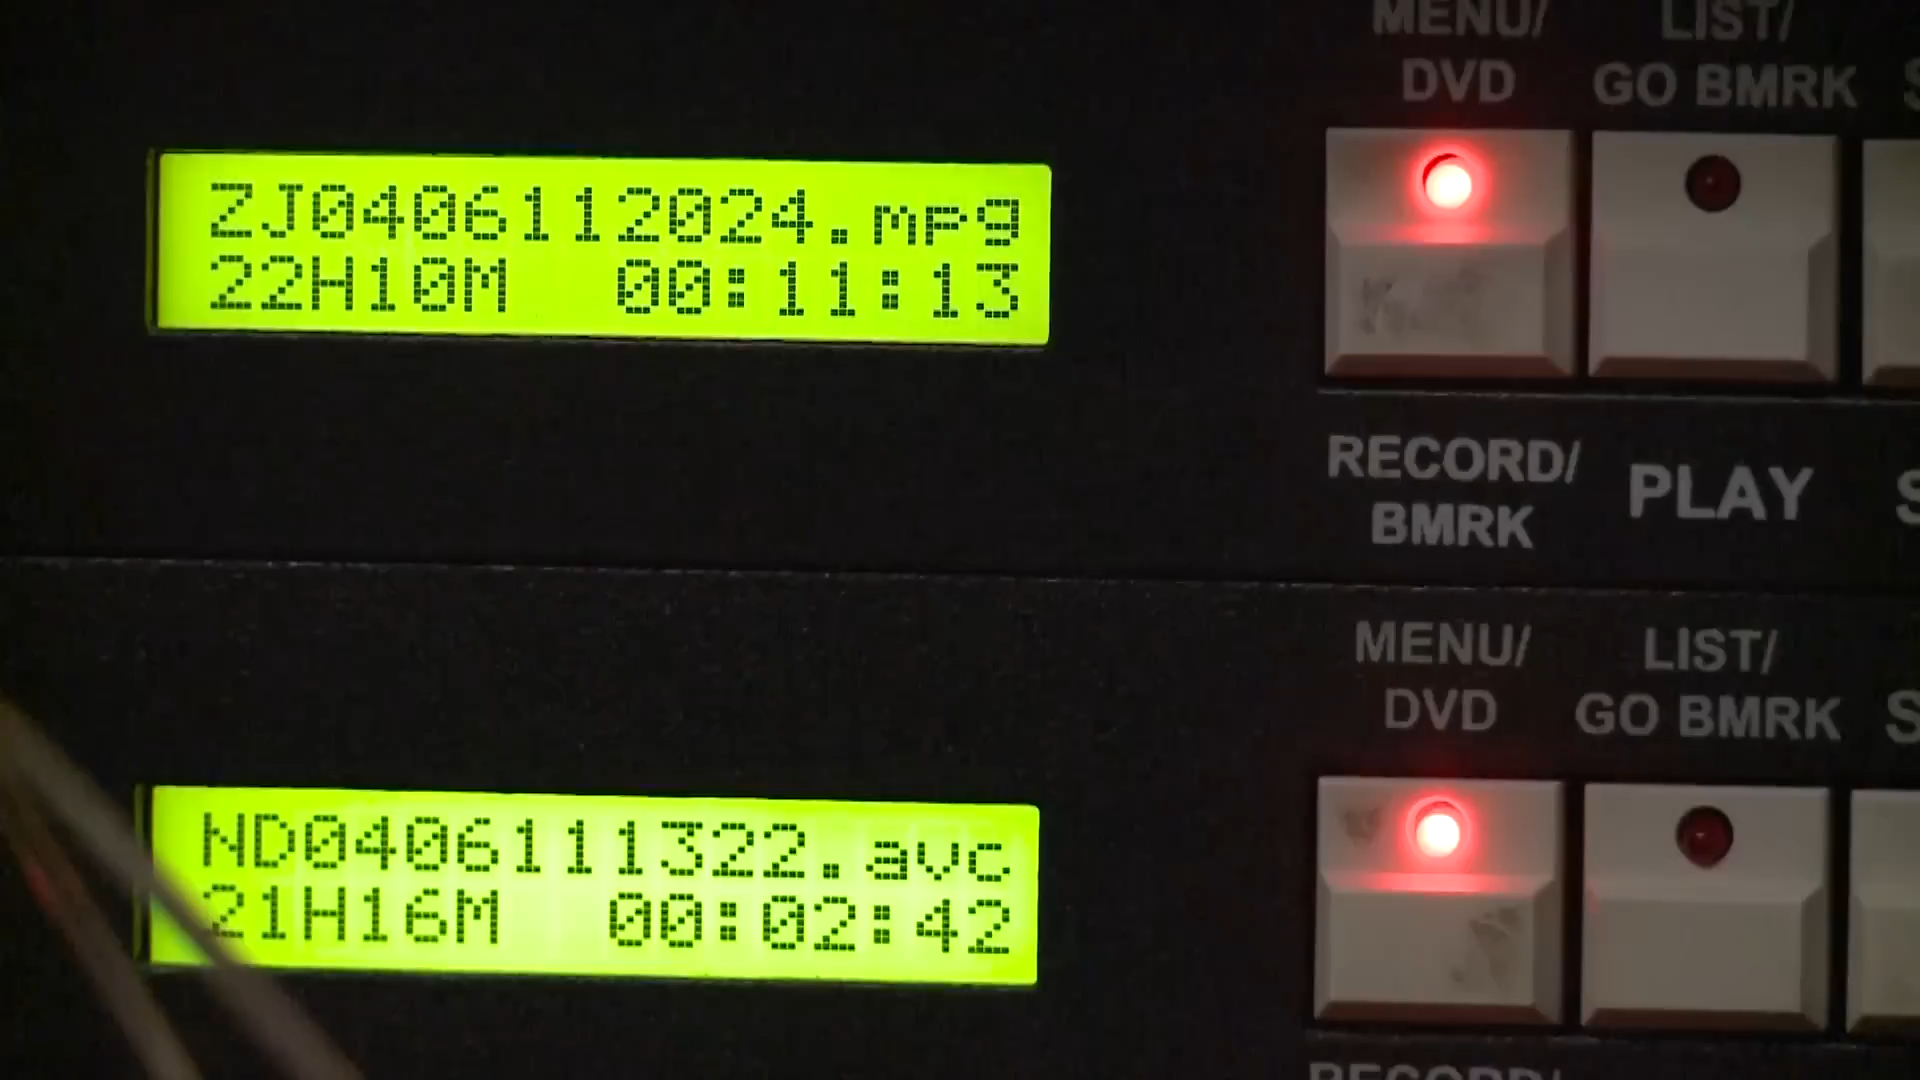 MENU/
DVD
LIST/
GO BMRK
ZJ0406112024.mpg
22H10M 00:11:13
RECORD/
BMRK
PLAY
MENU/
DVD
LIST/
GO BMRK
ND0406111322.avc
21H16M 00:02:42
RECORD/